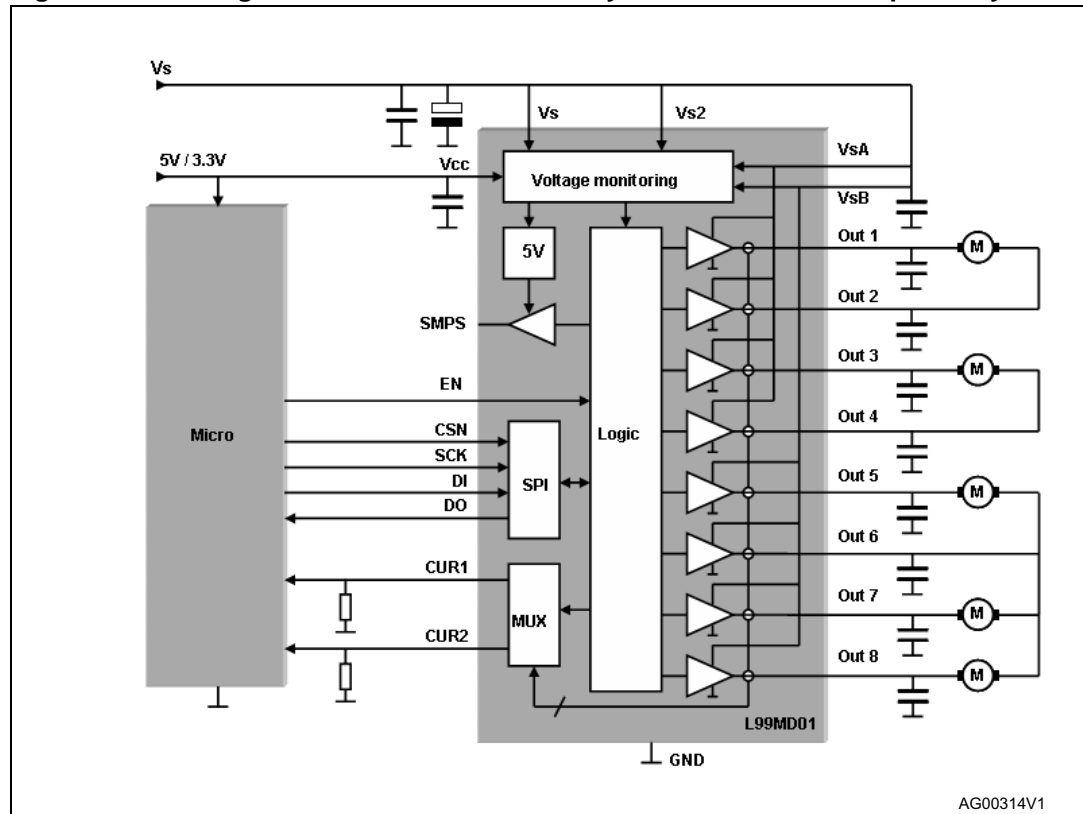 Vs
Vs
Vs2
5V / 3.3V
Vcc
Voltage monitoring
VsA
VsB
5V
Out 1
M
SMPS
Out 2
Out 3
M
EN
Micro
Logic
Out 4
CSN
SCK
DI
DO
SPI
Out 5
M
Out 6
CUR1
MUX
Out 7
M
CUR2
Out 8
M
L99MD01
GND
AG00314V1